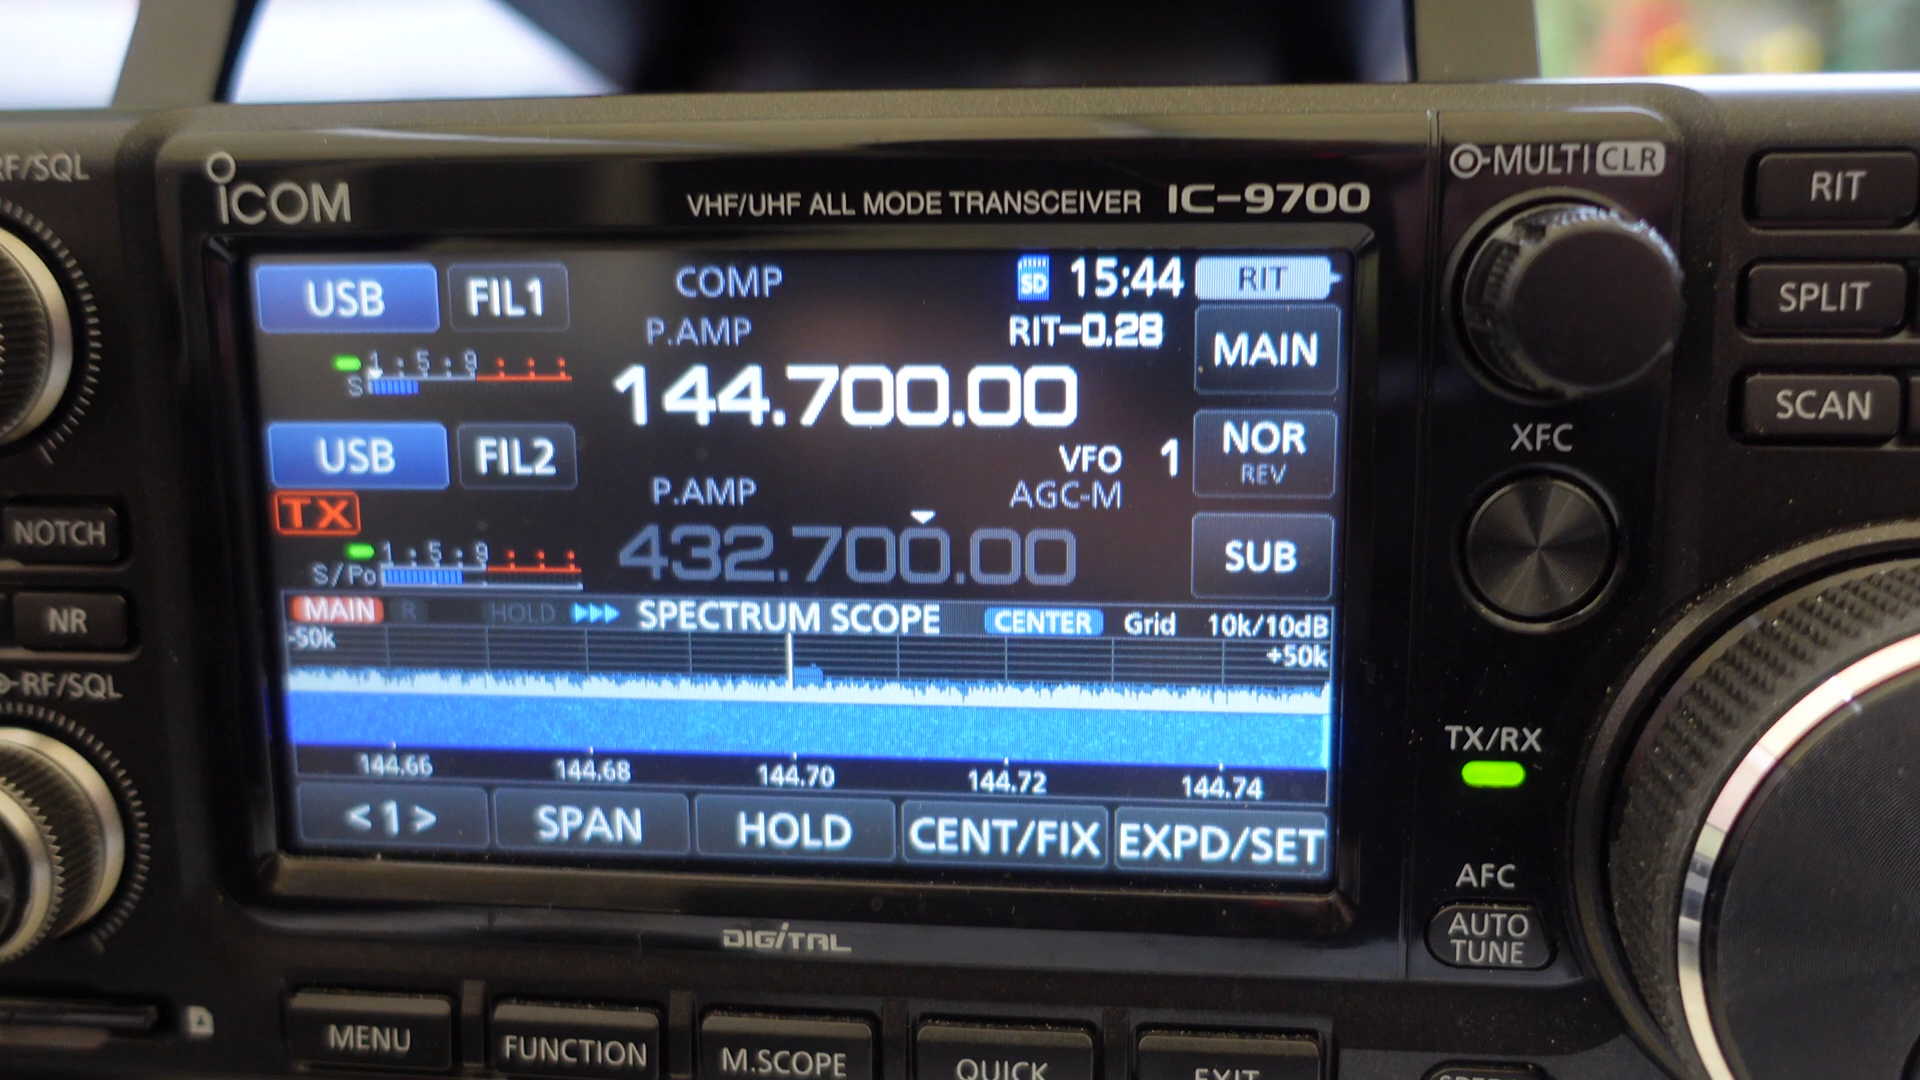 RF/SQL
ICOM
VHF/UHF ALL MODE TRANSCEIVER IC-9700
MULTI CLR
RIT
USB FIL1
COMP
SD 15:44 RIT
P.AMP
RIT-0.28
MAIN
SPLIT
1 5 9
S
144.700.00
SCAN
XFC
USB FIL2
VFO 1
NOR
REV
P.AMP
AGC-M
TX
NOTCH
1 5 9
S/Po
432.700.00
SUB
MAIN R HOLD SPECTRUM SCOPE CENTER Grid 10k/10dB
NR
-50k
+50k
RF/SQL
TX/RX
144.66 144.68 144.70 144.72 144.74
<1> SPAN HOLD CENT/FIX EXPD/SET
AFC
AUTO
TUNE
DIGITAL
MENU FUNCTION M.SCOPE QUICK EXIT